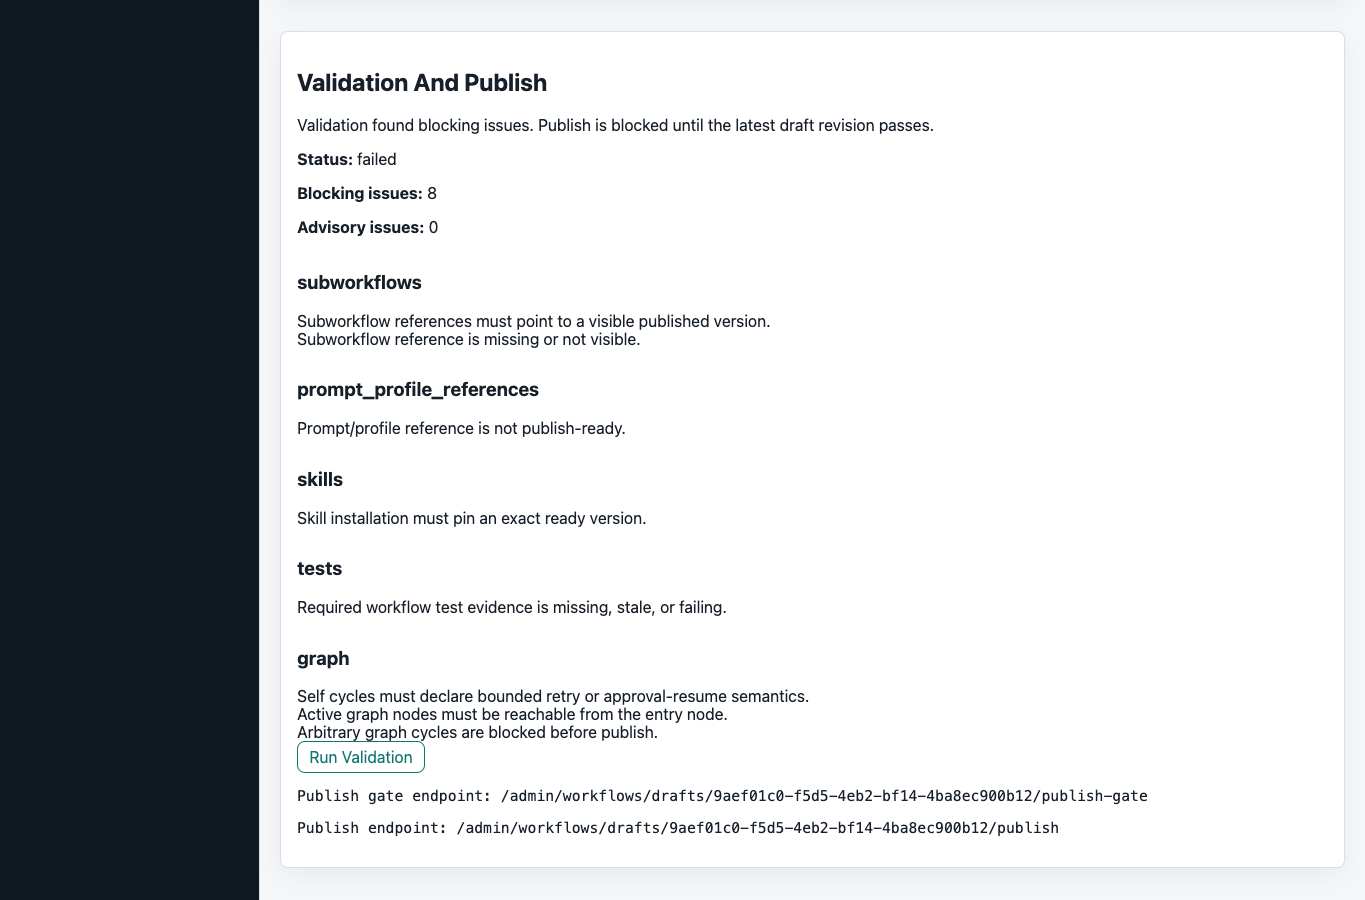 Validation And Publish
Validation found blocking issues. Publish is blocked until the latest draft revision passes.
Status: failed
Blocking issues: 8
Advisory issues: 0
subworkflows
Subworkflow references must point to a visible published version.
Subworkflow reference is missing or not visible.
prompt_profile_references
Prompt/profile reference is not publish-ready.
skills
Skill installation must pin an exact ready version.
tests
Required workflow test evidence is missing, stale, or failing.
graph
Self cycles must declare bounded retry or approval-resume semantics.
Active graph nodes must be reachable from the entry node.
Arbitrary graph cycles are blocked before publish.
Run Validation
Publish gate endpoint: /admin/workflows/drafts/9aef01c0-f5d5-4eb2-bf14-4ba8ec900b12/publish-gate
Publish endpoint: /admin/workflows/drafts/9aef01c0-f5d5-4eb2-bf14-4ba8ec900b12/publish